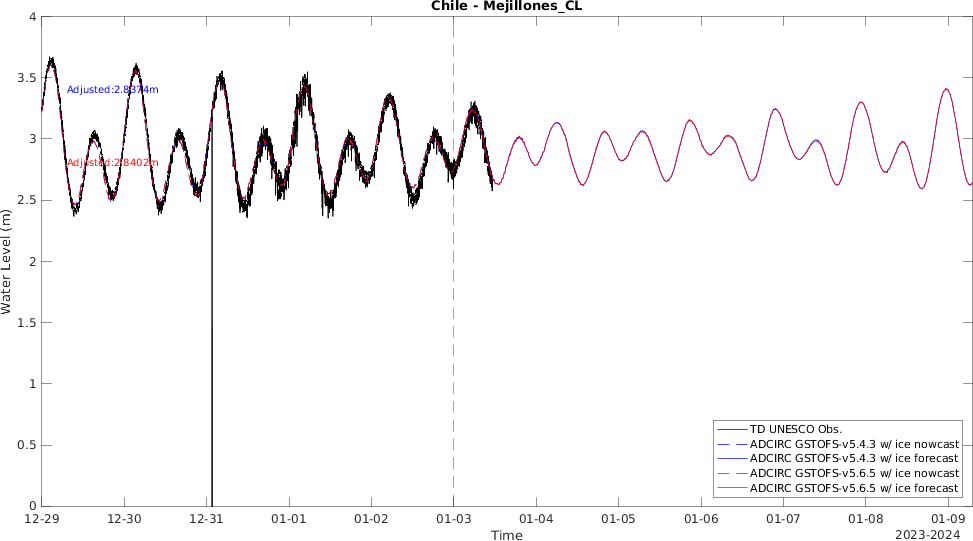 Chile - Mejillones_CL
4
3.5
3
2.5
2
1.5
1
0.5
0
Water Level (m)
Adjusted:2.8374m
Adjusted:2.8402m
TD UNESCO Obs.
ADCIRC GSTOFS-v5.4.3 w/ ice nowcast
ADCIRC GSTOFS-v5.4.3 w/ ice forecast
ADCIRC GSTOFS-v5.6.5 w/ ice nowcast
ADCIRC GSTOFS-v5.6.5 w/ ice forecast
12-29 12-30 12-31 01-01 01-02 01-03 01-04 01-05 01-06 01-07 01-08 01-09
Time
2023-2024